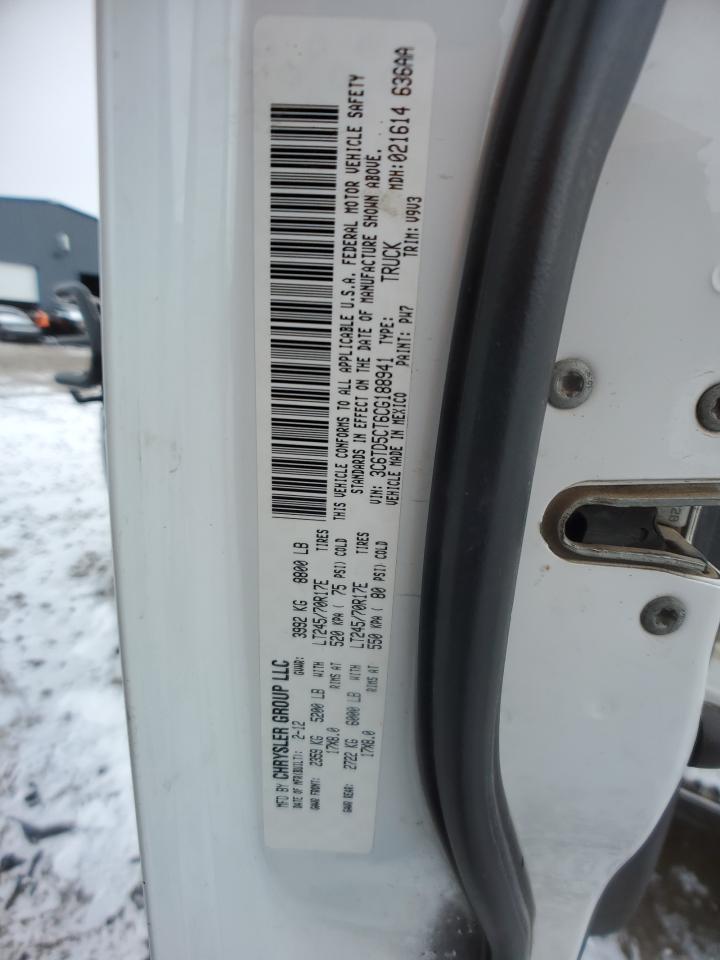 MFD BY CHRYSLER GROUP LLC
DATE OF MFR(BUILT): 2-12 GVWR: 3992 KG 8800 LB
GAWR FRONT: 2359 KG 5200 LB WITH LT245/70R17E TIRES
17X8.0 RIMS AT 520 KPA ( 75 PSI) COLD
GAWR REAR: 2722 KG 6000 LB WITH LT245/70R17E TIRES
17X8.0 RIMS AT 550 KPA ( 80 PSI) COLD
THIS VEHICLE CONFORMS TO ALL APPLICABLE U.S.A. FEDERAL MOTOR VEHICLE SAFETY
STANDARDS IN EFFECT ON THE DATE OF MANUFACTURE SHOWN ABOVE.
VIN: 3C6TD5CT6CG188941 TYPE: TRUCK MDH:021614 636AA
VEHICLE MADE IN MEXICO PAINT: PW7 TRIM: V9V3